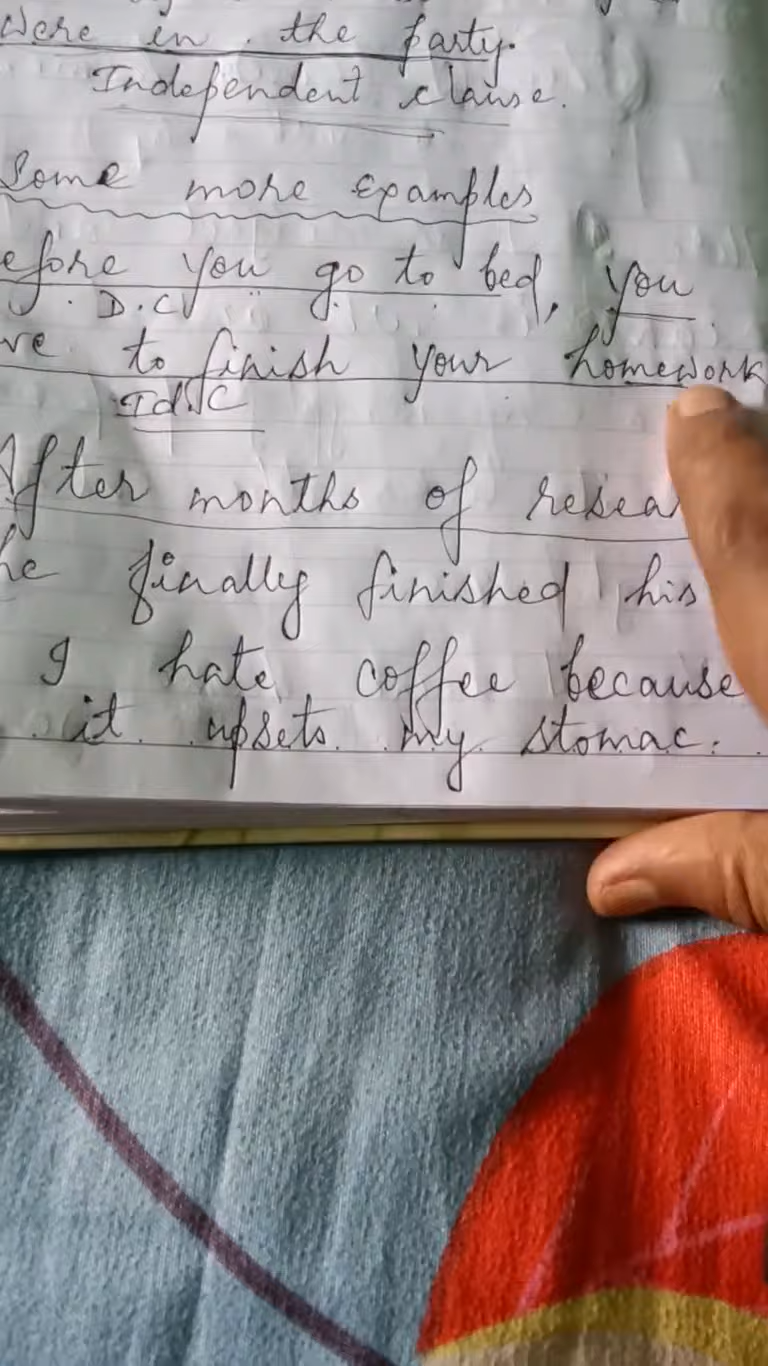 were in the party.
Independent clause.
Some more examples
efore you go to bed, you
D.C
ve to finish your homework
Id.C
After months of resear
he finally finished his
I hate coffee because
it upsets my stomac.